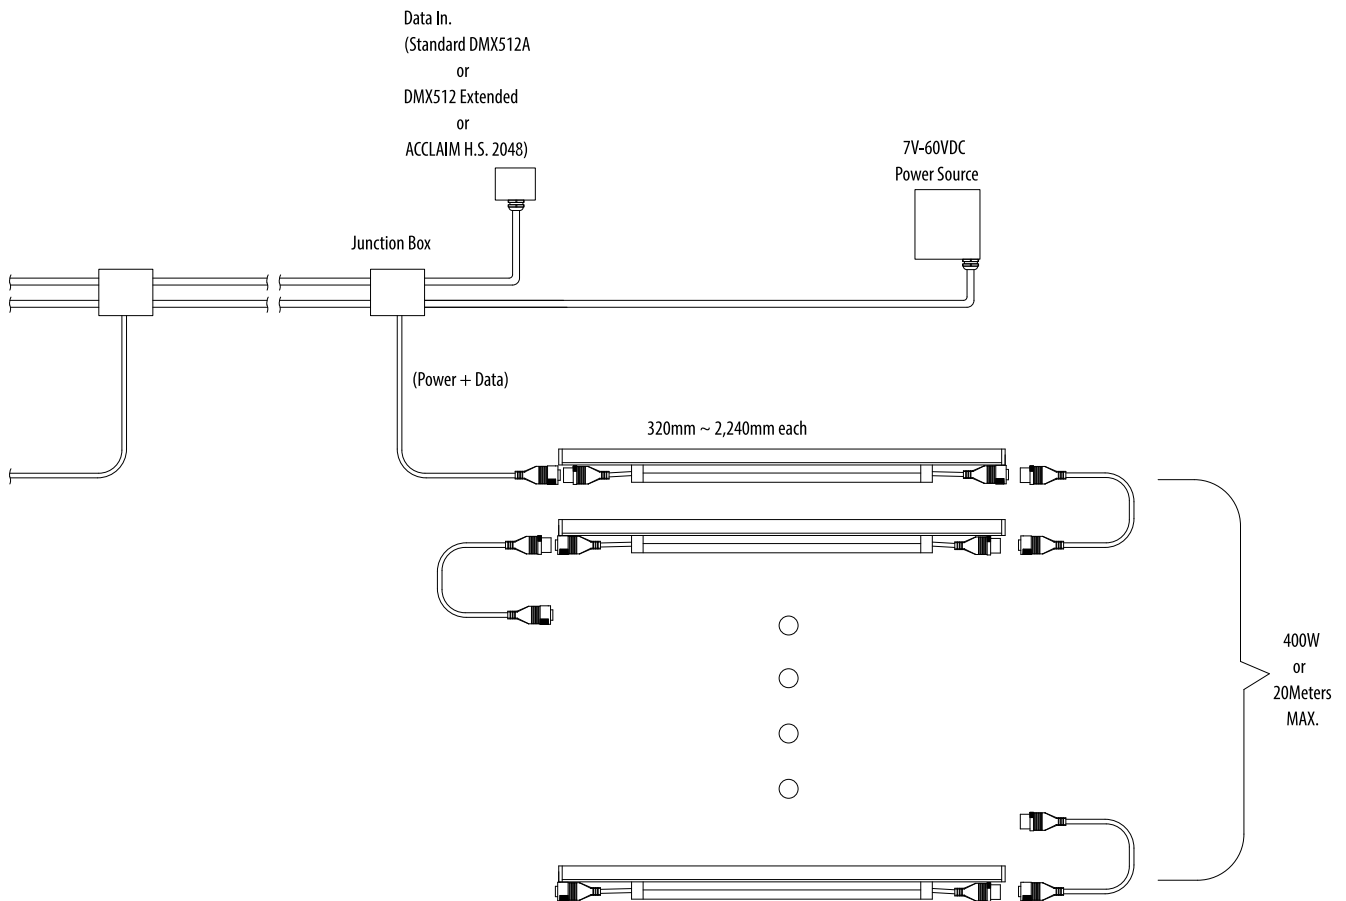 Data In.
(Standard DMX512A
or
DMX512 Extended
or
ACCLAIM H.S. 2048)
7V-60VDC
Power Source
Junction Box
(Power + Data)
320mm ~ 2,240mm each
400W
or
20Meters
MAX.